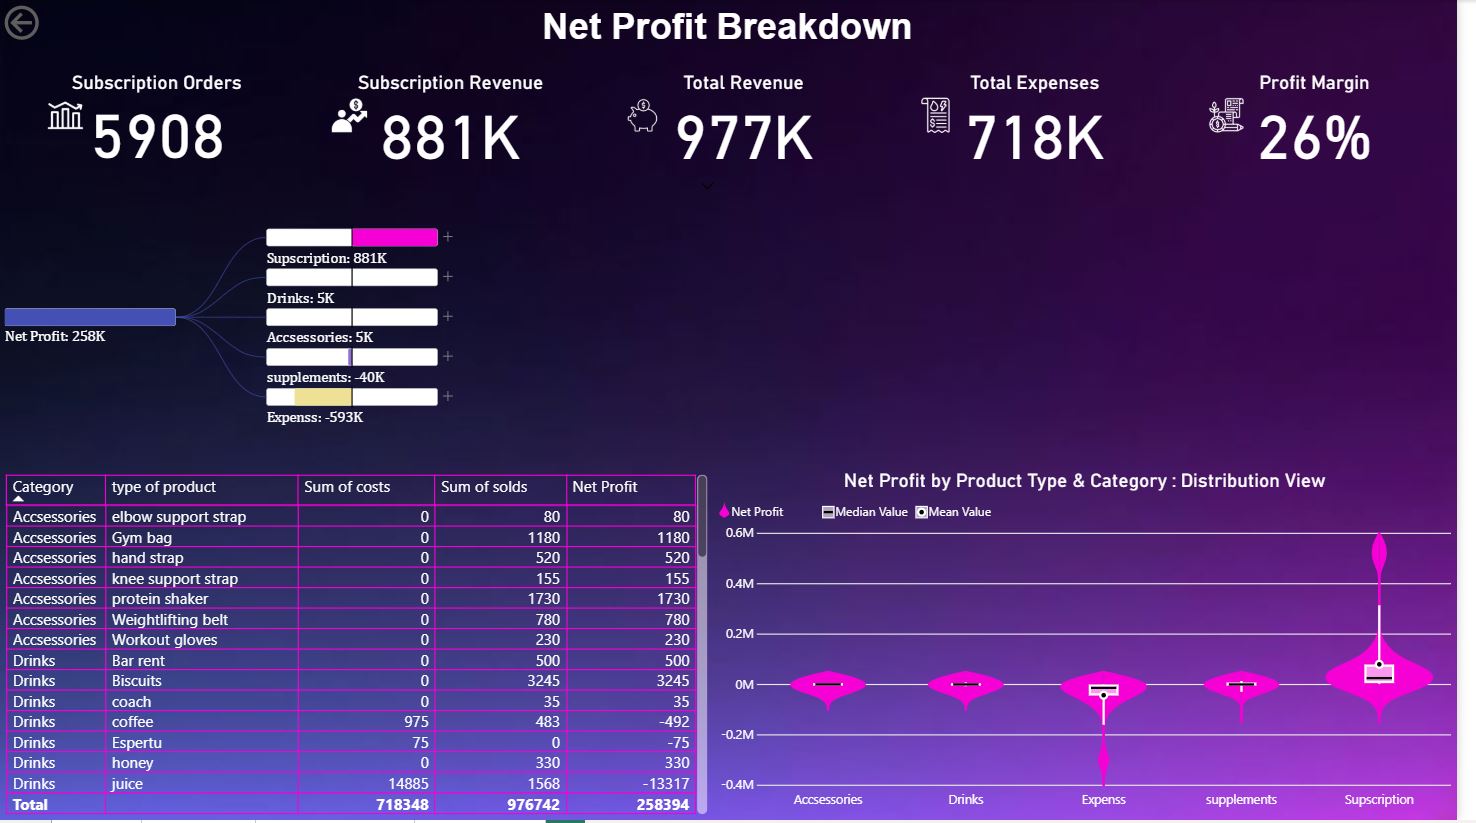 Net Profit Breakdown
Subscription Orders
5908
Subscription Revenue
881K
Total Revenue
977K
Total Expenses
718K
Profit Margin
26%
Net Profit: 258K
Supscription: 881K
Drinks: 5K
Accsessories: 5K
supplements: -40K
Expenss: -593K
Category type of product Sum of costs Sum of solds Net Profit
Accsessories elbow support strap 0 80 80
Accsessories Gym bag 0 1180 1180
Accsessories hand strap 0 520 520
Accsessories knee support strap 0 155 155
Accsessories protein shaker 0 1730 1730
Accsessories Weightlifting belt 0 780 780
Accsessories Workout gloves 0 230 230
Drinks Bar rent 0 500 500
Drinks Biscuits 0 3245 3245
Drinks coach 0 35 35
Drinks coffee 975 483 -492
Drinks Espertu 75 0 -75
Drinks honey 0 330 330
Drinks juice 14885 1568 -13317
Total 718348 976742 258394
Net Profit by Product Type & Category : Distribution View
Net Profit Median Value Mean Value
0.6M
0.4M
0.2M
0M
-0.2M
-0.4M
Accsessories Drinks Expenss supplements Supscription